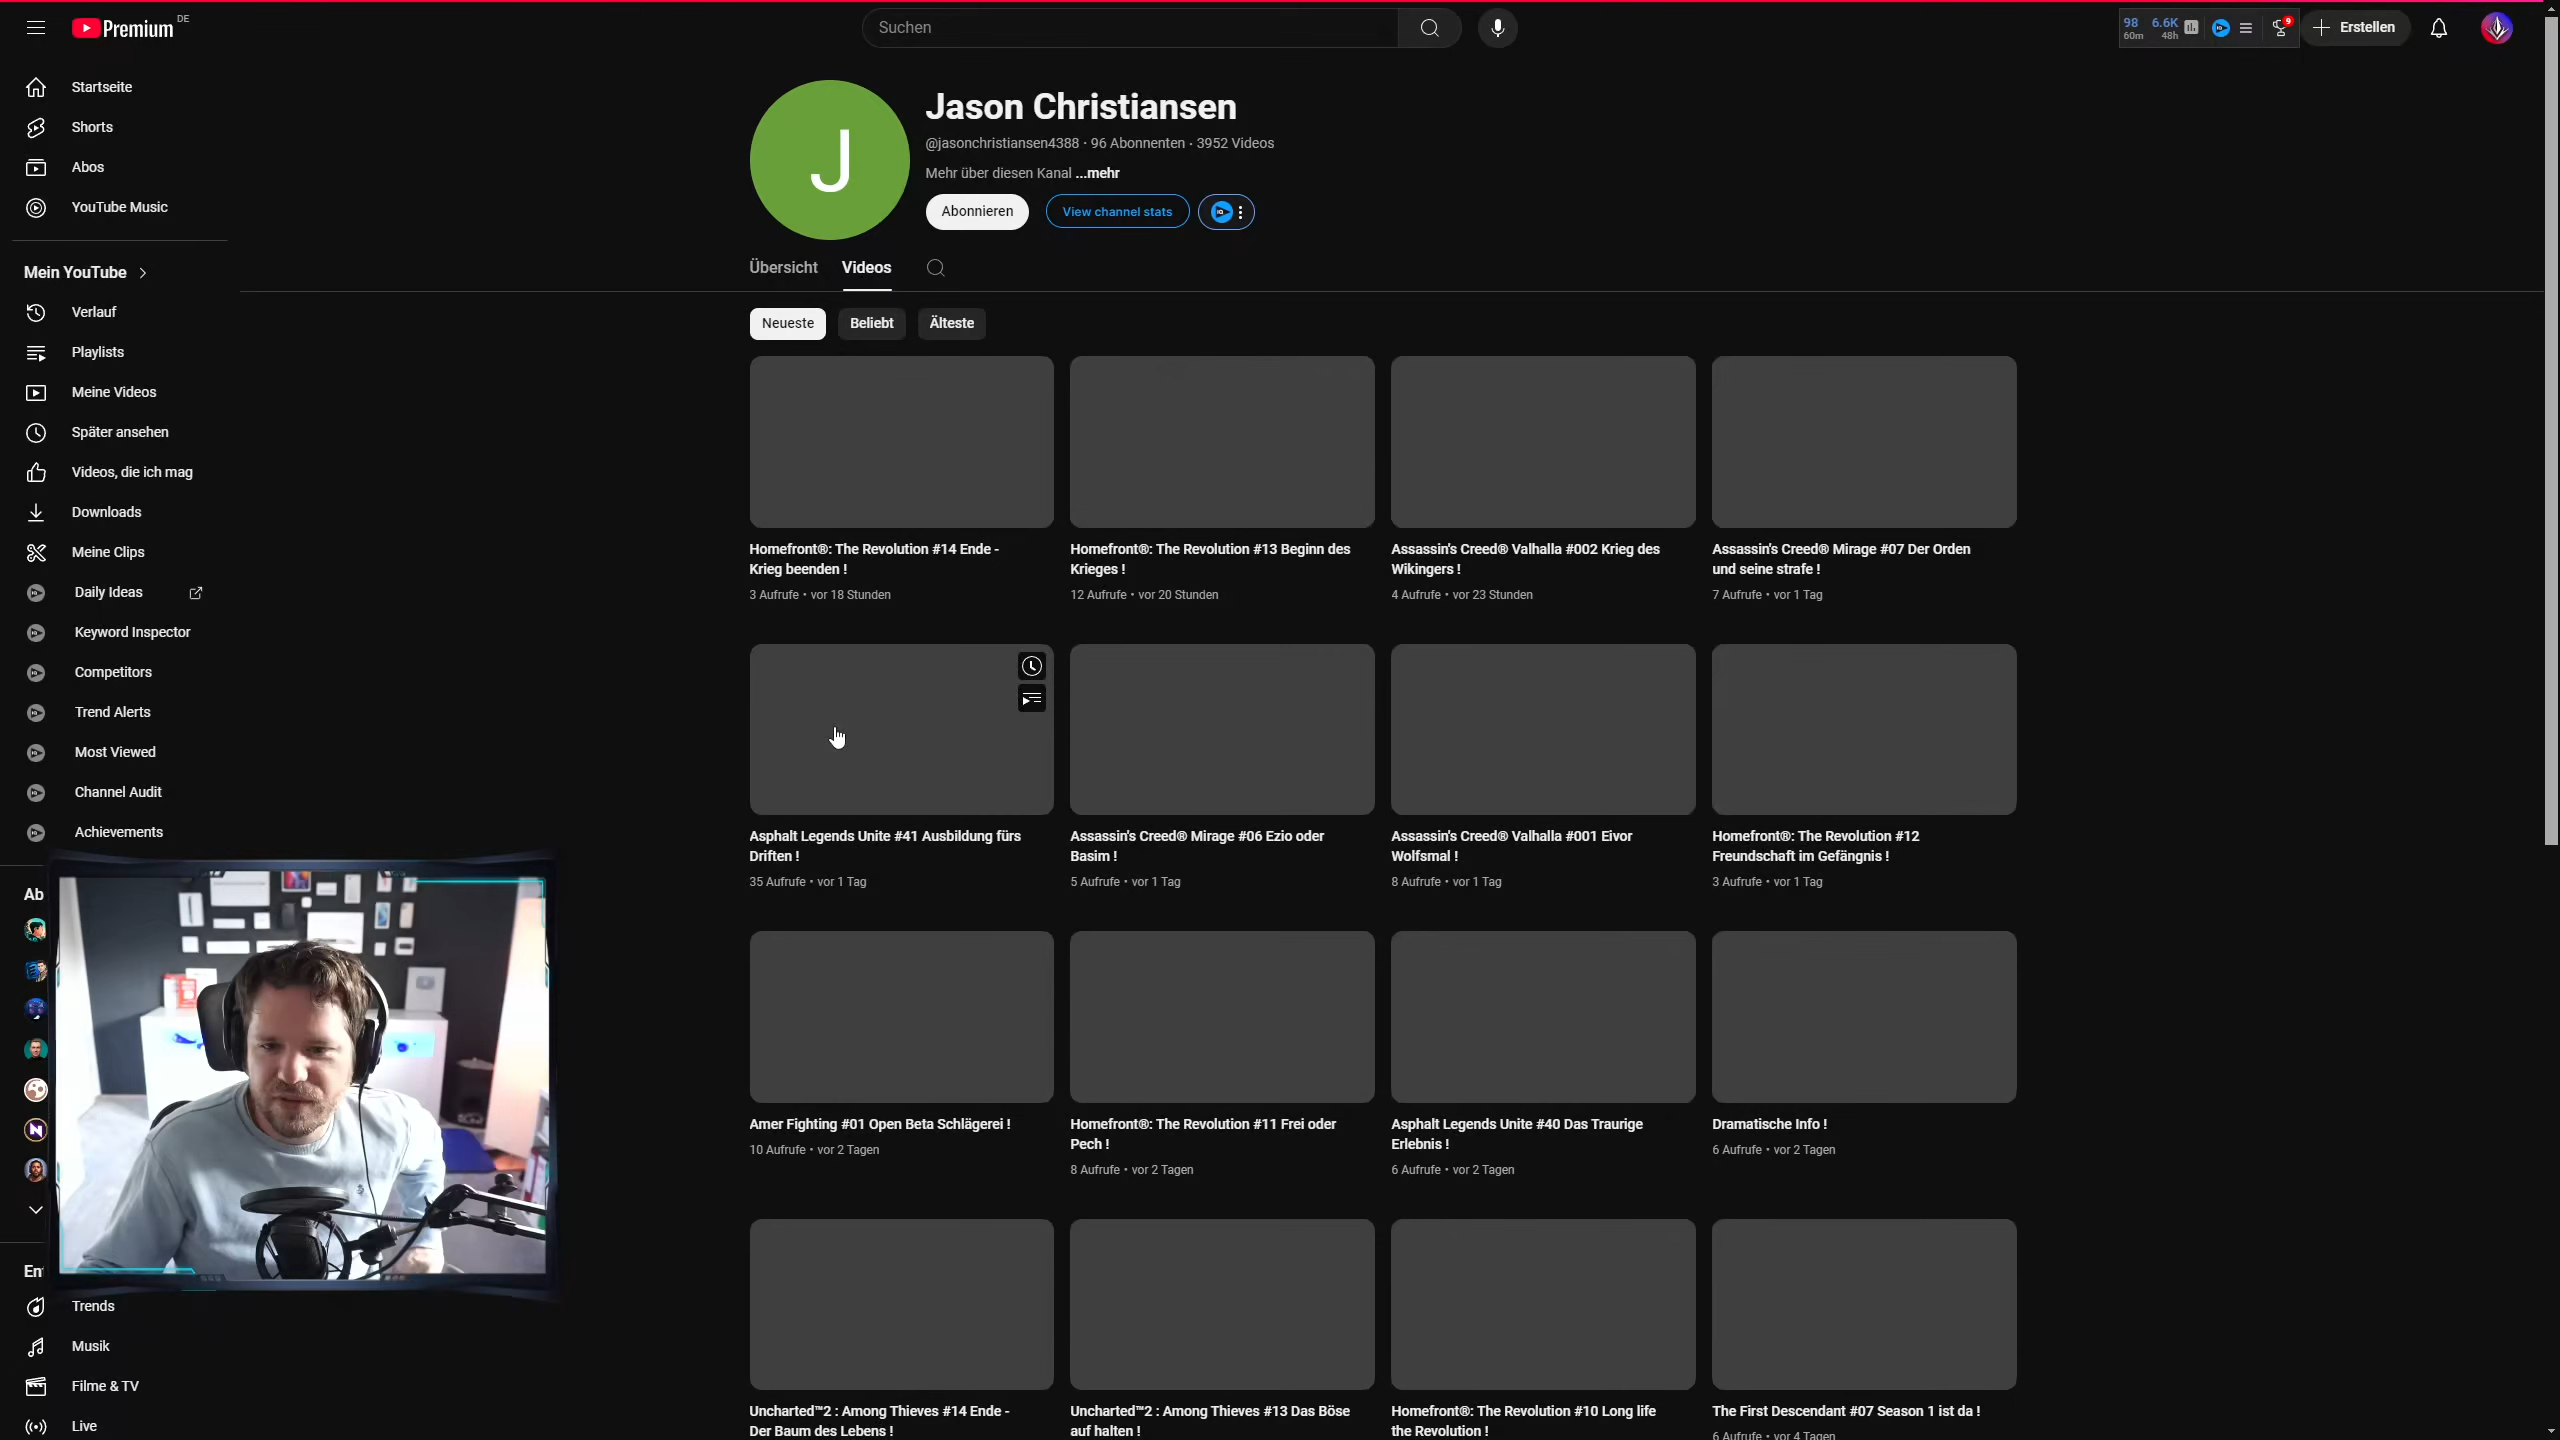 Premium DE
Suchen
98 6.6K
60m 48h
9
Erstellen
Startseite
Shorts
Abos
YouTube Music
Mein YouTube
Verlauf
Playlists
Meine Videos
Später ansehen
Videos, die ich mag
Downloads
Meine Clips
Daily Ideas
Keyword Inspector
Competitors
Trend Alerts
Most Viewed
Channel Audit
Achievements
Ab
Trends
Musik
Filme & TV
Live
J
Jason Christiansen
@jasonchristiansen4388 • 96 Abonnenten • 3952 Videos
Mehr über diesen Kanal ...mehr
Abonnieren
View channel stats
Übersicht Videos
Neueste Beliebt Älteste
Homefront®: The Revolution #14 Ende -
Krieg beenden !
3 Aufrufe • vor 18 Stunden
Homefront®: The Revolution #13 Beginn des
Krieges !
12 Aufrufe • vor 20 Stunden
Assassin's Creed® Valhalla #002 Krieg des
Wikingers !
4 Aufrufe • vor 23 Stunden
Assassin's Creed® Mirage #07 Der Orden
und seine strafe !
7 Aufrufe • vor 1 Tag
Asphalt Legends Unite #41 Ausbildung fürs
Driften !
35 Aufrufe • vor 1 Tag
Assassin's Creed® Mirage #06 Ezio oder
Basim !
5 Aufrufe • vor 1 Tag
Assassin's Creed® Valhalla #001 Eivor
Wolfsmal !
8 Aufrufe • vor 1 Tag
Homefront®: The Revolution #12
Freundschaft im Gefängnis !
3 Aufrufe • vor 1 Tag
Amer Fighting #01 Open Beta Schlägerei !
10 Aufrufe • vor 2 Tagen
Homefront®: The Revolution #11 Frei oder
Pech !
8 Aufrufe • vor 2 Tagen
Asphalt Legends Unite #40 Das Traurige
Erlebnis !
6 Aufrufe • vor 2 Tagen
Dramatische Info !
6 Aufrufe • vor 2 Tagen
Uncharted™2 : Among Thieves #14 Ende -
Der Baum des Lebens !
Uncharted™2 : Among Thieves #13 Das Böse
auf halten !
Homefront®: The Revolution #10 Long life
the Revolution !
The First Descendant #07 Season 1 ist da !
6 Aufrufe • vor 4 Tagen